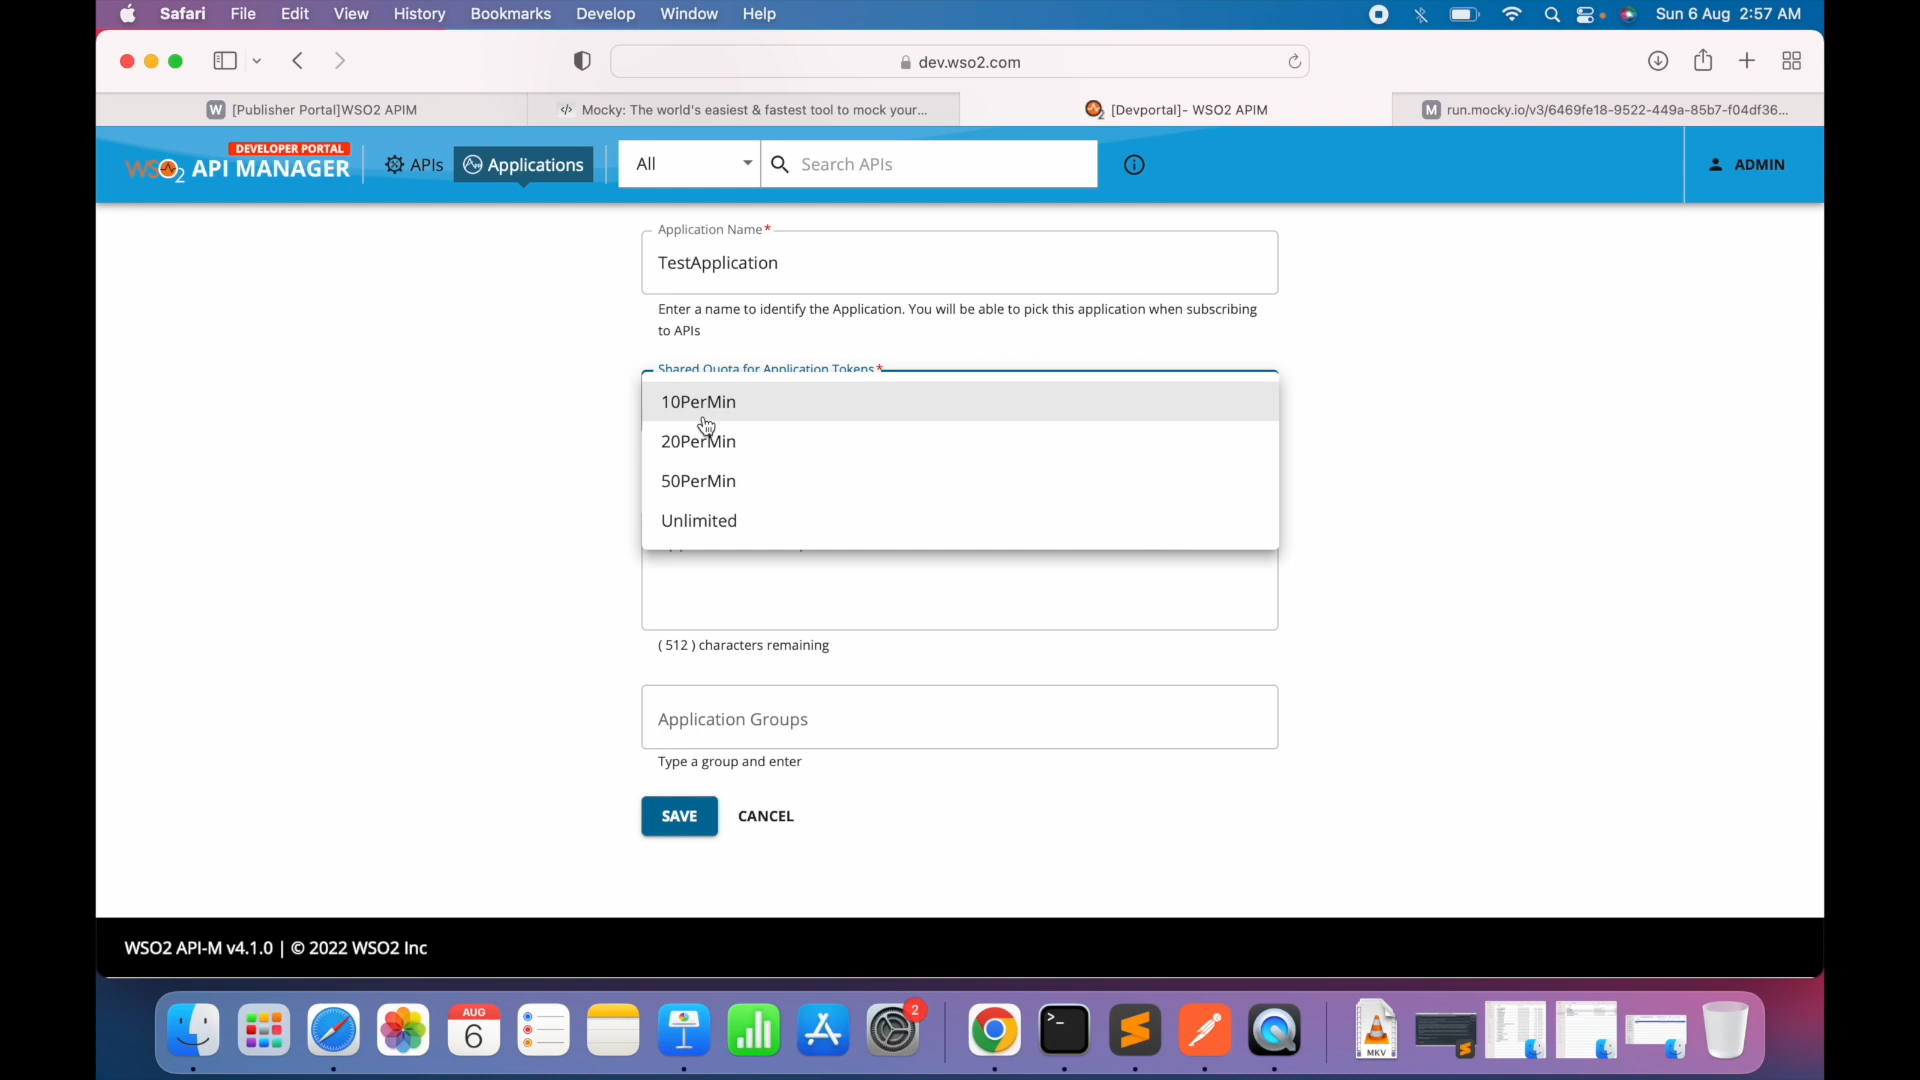 Safari File Edit View History Bookmarks Develop Window Help Sun 6 Aug 2:57 AM
dev.wso2.com
W [Publisher Portal]WSO2 APIM
</> Mocky: The world's easiest & fastest tool to mock your...
[Devportal]- WSO2 APIM
M run.mocky.io/v3/6469fe18-9522-449a-85b7-f04df36...
DEVELOPER PORTAL
WSO2 API MANAGER
APIs
Applications
All
Search APIs
ADMIN
Application Name*
TestApplication
Enter a name to identify the Application. You will be able to pick this application when subscribing
to APIs
Shared Quota for Application Tokens*
10PerMin
20PerMin
50PerMin
Unlimited
( 512 ) characters remaining
Application Groups
Type a group and enter
SAVE CANCEL
WSO2 API-M v4.1.0 | © 2022 WSO2 Inc
AUG
6
2
>_
MKV